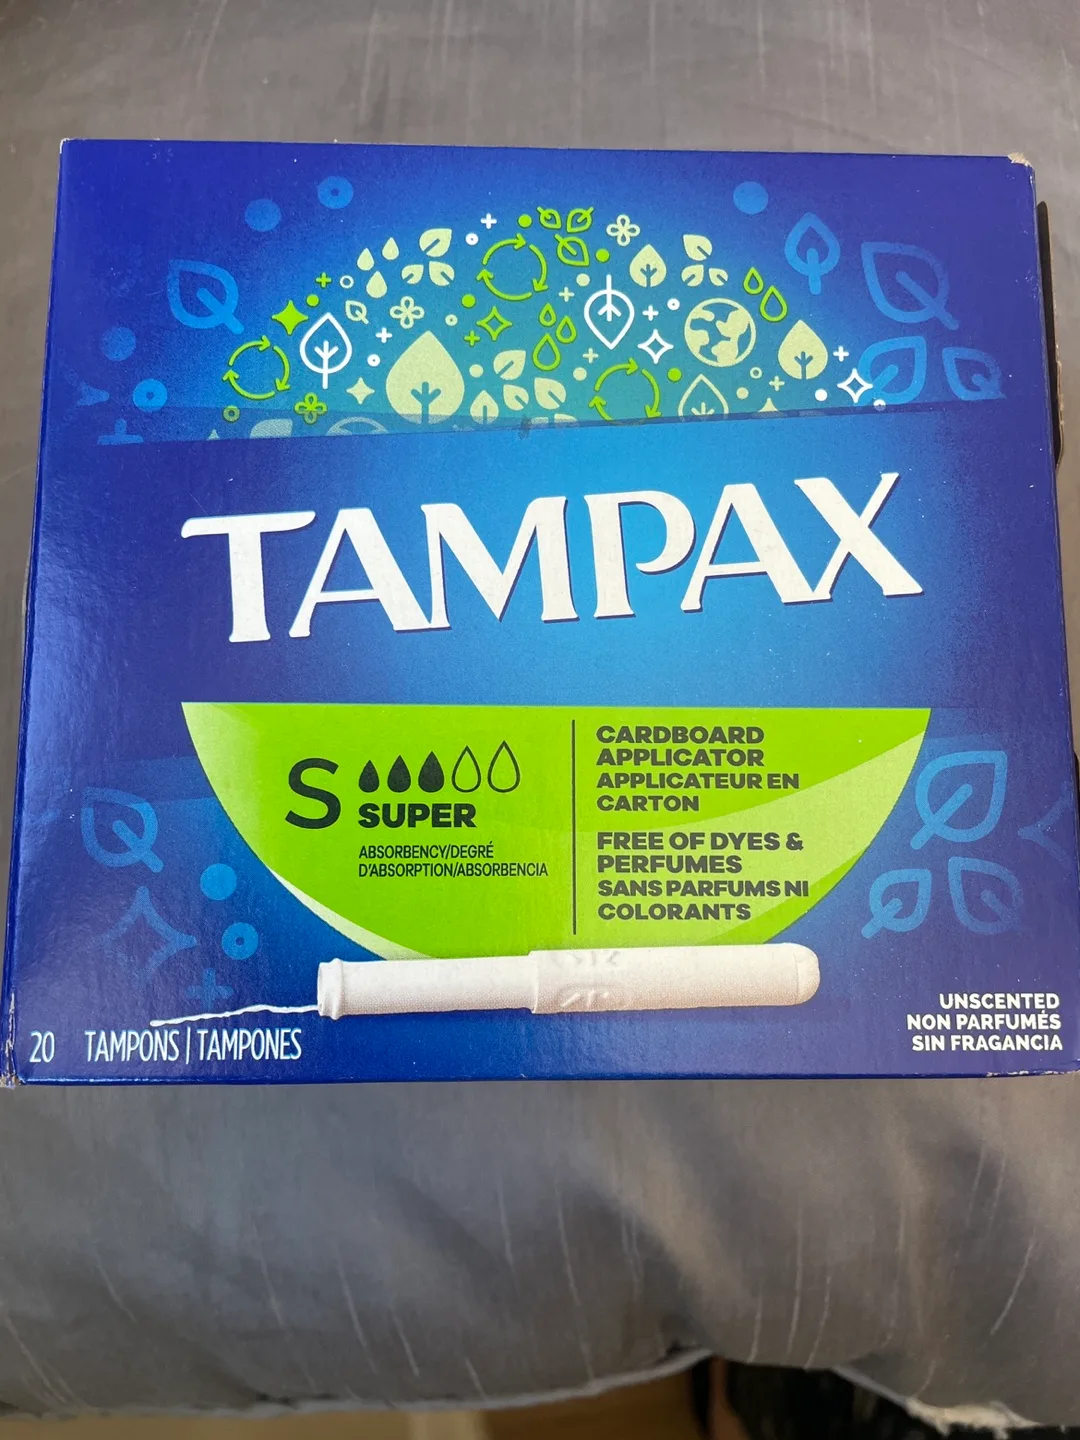 TAMPAX
S SUPER
ABSORBENCY/DEGRÉ
D'ABSORPTION/ABSORBENCIA
CARDBOARD
APPLICATOR
APPLICATEUR EN
CARTON
FREE OF DYES &
PERFUMES
SANS PARFUMS NI
COLORANTS
20 TAMPONS | TAMPONES
UNSCENTED
NON PARFUMÉS
SIN FRAGANCIA